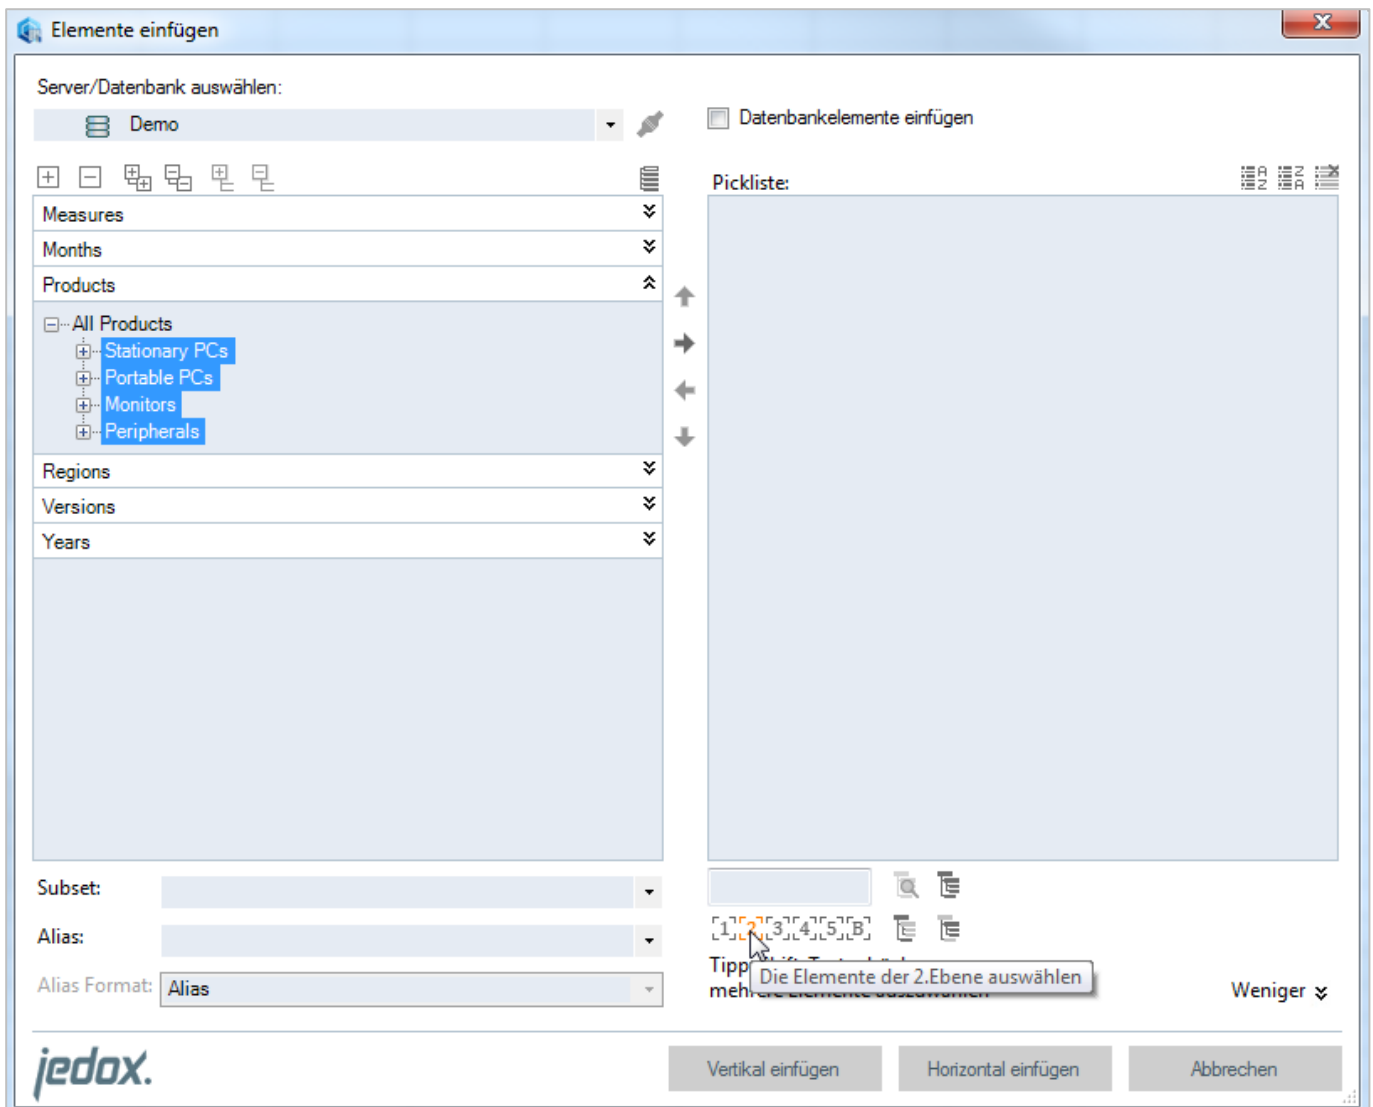 Elemente einfügen
Server/Datenbank auswählen:
Demo
Datenbankelemente einfügen
Pickliste:
Measures
Months
Products
All Products
Stationary PCs
Portable PCs
Monitors
Peripherals
Regions
Versions
Years
Subset:
Alias:
Alias Format: Alias
[1] [2] [3] [4] [5] [B]
Die Elemente der 2.Ebene auswählen
Weniger
jedox.
Vertikal einfügen
Horizontal einfügen
Abbrechen